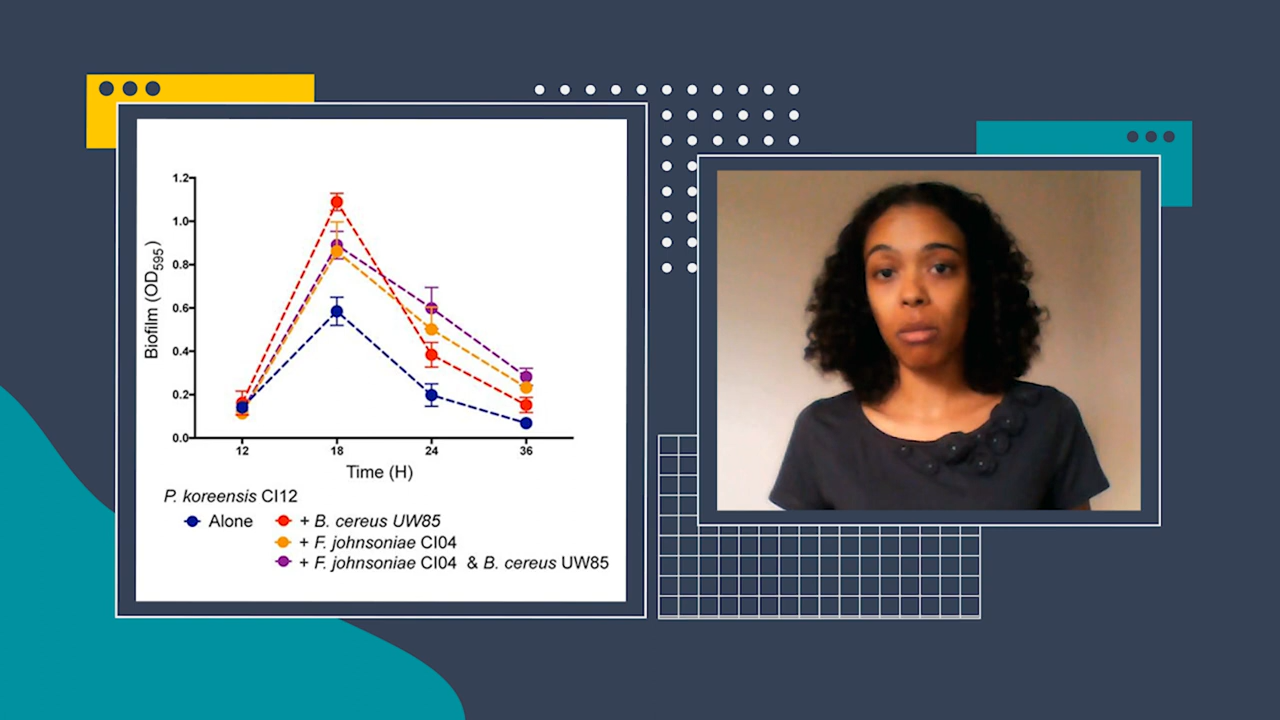 1.2
1.0
0.8
0.6
0.4
0.2
0.0
Biofilm (OD595)
12 18 24 36
Time (H)
P. koreensis CI12
Alone + B. cereus UW85
+ F. johnsoniae CI04
+ F. johnsoniae CI04 & B. cereus UW85